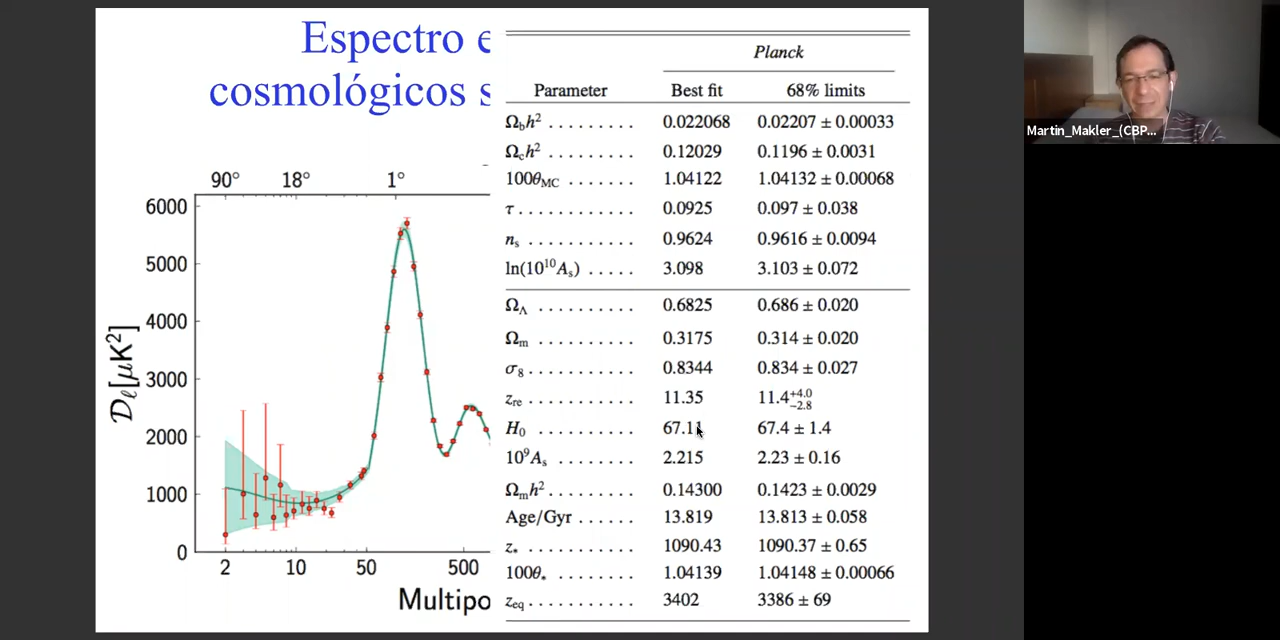 Espectro e
cosmológicos s
90° 18° 1°
6000
5000
4000
3000
2000
1000
0
𝒟ℓ[μK²]
2 10 50 500
Multipo
Planck
Parameter Best fit 68% limits
Ω_b h² . . . . . . . . . 0.022068 0.02207 ± 0.00033
Ω_c h² . . . . . . . . . 0.12029 0.1196 ± 0.0031
100θ_MC . . . . . . . 1.04122 1.04132 ± 0.00068
τ . . . . . . . . . . . . 0.0925 0.097 ± 0.038
n_s . . . . . . . . . . . 0.9624 0.9616 ± 0.0094
ln(10¹⁰A_s) . . . . . 3.098 3.103 ± 0.072
Ω_Λ . . . . . . . . . . 0.6825 0.686 ± 0.020
Ω_m . . . . . . . . . . 0.3175 0.314 ± 0.020
σ₈ . . . . . . . . . . . 0.8344 0.834 ± 0.027
z_re . . . . . . . . . . 11.35 11.4 +4.0 −2.8
H₀ . . . . . . . . . . . 67.11 67.4 ± 1.4
10⁹A_s . . . . . . . . 2.215 2.23 ± 0.16
Ω_m h² . . . . . . . . 0.14300 0.1423 ± 0.0029
Age/Gyr . . . . . . 13.819 13.813 ± 0.058
z_* . . . . . . . . . . . 1090.43 1090.37 ± 0.65
100θ_* . . . . . . . . 1.04139 1.04148 ± 0.00066
z_eq . . . . . . . . . . 3402 3386 ± 69
Martin_Makler_(CBP...